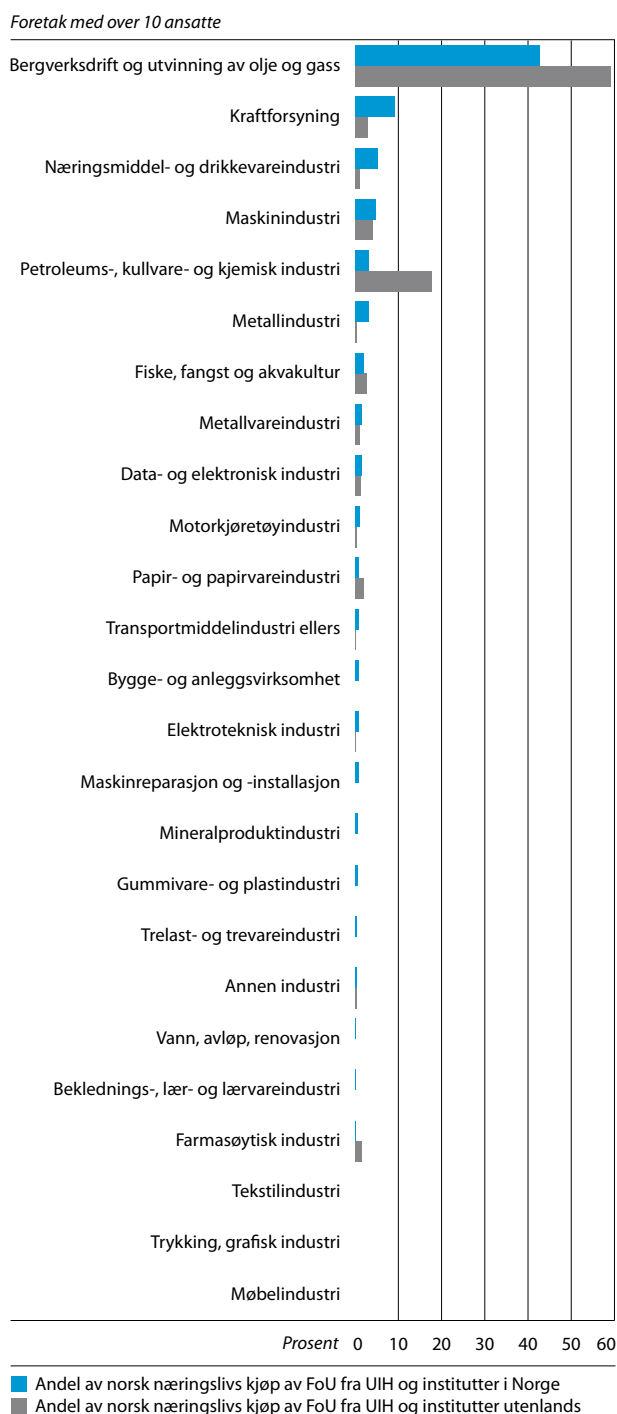 Foretak med over 10 ansatte
Bergverksdrift og utvinning av olje og gass
Kraftforsyning
Næringsmiddel- og drikkevareindustri
Maskinindustri
Petroleums-, kullvare- og kjemisk industri
Metallindustri
Fiske, fangst og akvakultur
Metallvareindustri
Data- og elektronisk industri
Motorkjøretøyindustri
Papir- og papirvareindustri
Transportmiddelindustri ellers
Bygge- og anleggsvirksomhet
Elektroteknisk industri
Maskinreparasjon og -installasjon
Mineralproduktindustri
Gummivare- og plastindustri
Trelast- og trevareindustri
Annen industri
Vann, avløp, renovasjon
Beklednings-, lær- og lærvareindustri
Farmasøytisk industri
Tekstilindustri
Trykking, grafisk industri
Møbelindustri
Prosent 0 10 20 30 40 50 60
Andel av norsk næringslivs kjøp av FoU fra UIH og institutter i Norge
Andel av norsk næringslivs kjøp av FoU fra UIH og institutter utenlands